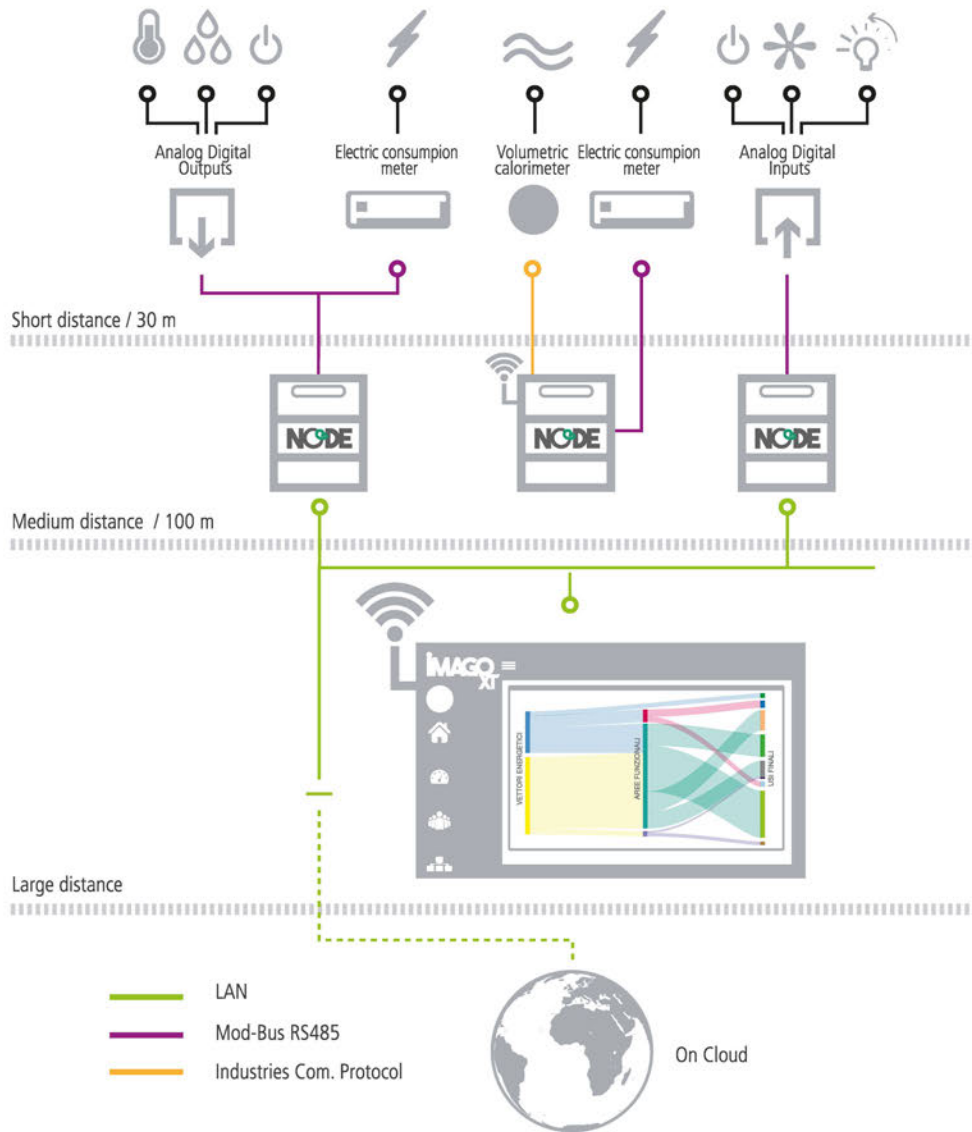 Analog Digital
Outputs
Electric consumpion
meter
Volumetric
calorimeter
Electric consumpion
meter
Analog Digital
Inputs
Short distance / 30 m
NODE
NODE
NODE
Medium distance / 100 m
iMAGO
XT
VETTORI ENERGETICI
AREE FUNZIONALI
USI FINALI
Large distance
LAN
Mod-Bus RS485
Industries Com. Protocol
On Cloud